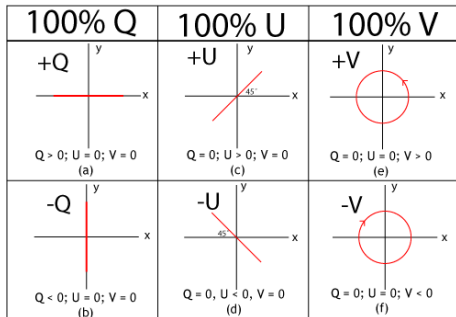 100% Q
100% U
100% V
+Q
y
x
Q > 0; U = 0; V = 0
(a)
+U
y
45°
x
Q = 0; U > 0; V = 0
(c)
+V
y
x
Q = 0; U = 0; V > 0
(e)
-Q
y
x
Q < 0; U = 0; V = 0
(b)
-U
y
45°
x
Q = 0, U < 0, V = 0
(d)
-V
y
x
Q = 0; U = 0; V < 0
(f)